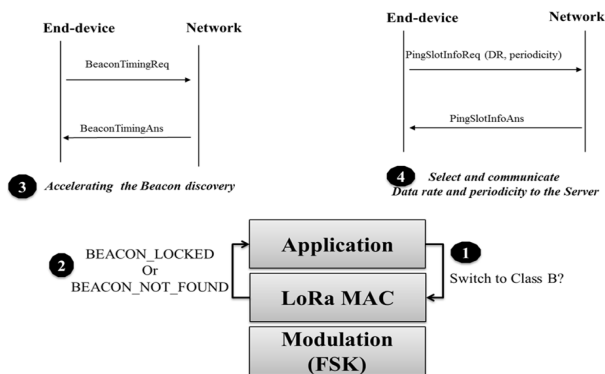 End-device Network
BeaconTimingReq
BeaconTimingAns
3 Accelerating the Beacon discovery
End-device Network
PingSlotInfoReq (DR, periodicity)
PingSlotInfoAns
4 Select and communicate
Data rate and periodicity to the Server
Application
LoRa MAC
Modulation
(FSK)
1
Switch to Class B?
2 BEACON_LOCKED
Or
BEACON_NOT_FOUND